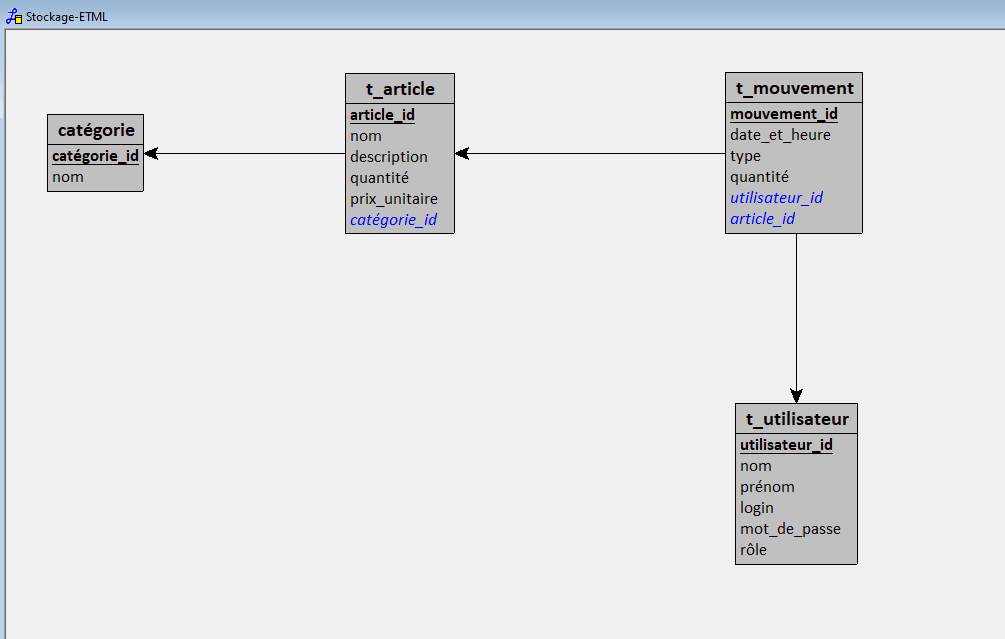 Stockage-ETML
catégorie
catégorie_id
nom
t_article
article_id
nom
description
quantité
prix_unitaire
catégorie_id
t_mouvement
mouvement_id
date_et_heure
type
quantité
utilisateur_id
article_id
t_utilisateur
utilisateur_id
nom
prénom
login
mot_de_passe
rôle